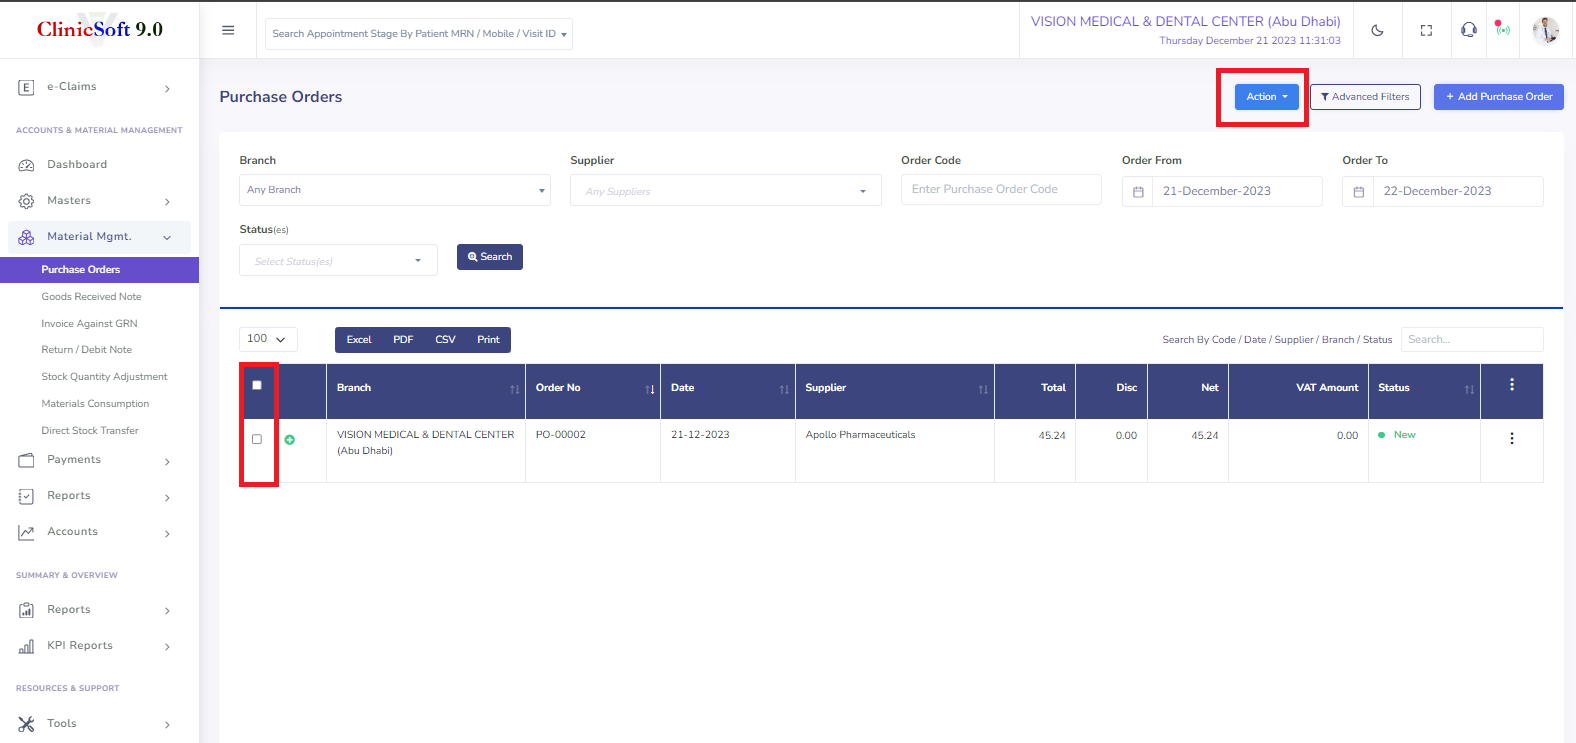 ClinicSoft 9.0
Search Appointment Stage By Patient MRN / Mobile / Visit ID
VISION MEDICAL & DENTAL CENTER (Abu Dhabi)
Thursday December 21 2023 11:31:03
E e-Claims
ACCOUNTS & MATERIAL MANAGEMENT
Dashboard
Masters
Material Mgmt.
Purchase Orders
Goods Received Note
Invoice Against GRN
Return / Debit Note
Stock Quantity Adjustment
Materials Consumption
Direct Stock Transfer
Payments
Reports
Accounts
SUMMARY & OVERVIEW
Reports
KPI Reports
RESOURCES & SUPPORT
Tools
Purchase Orders
Action
Advanced Filters
+ Add Purchase Order
Branch
Any Branch
Supplier
Any Suppliers
Order Code
Enter Purchase Order Code
Order From
21-December-2023
Order To
22-December-2023
Status(es)
Select Status(es)
Search
100
Excel PDF CSV Print
Search By Code / Date / Supplier / Branch / Status
Search...
Branch Order No Date Supplier Total Disc Net VAT Amount Status
VISION MEDICAL & DENTAL CENTER PO-00002 21-12-2023 Apollo Pharmaceuticals 45.24 0.00 45.24 0.00 New
(Abu Dhabi)